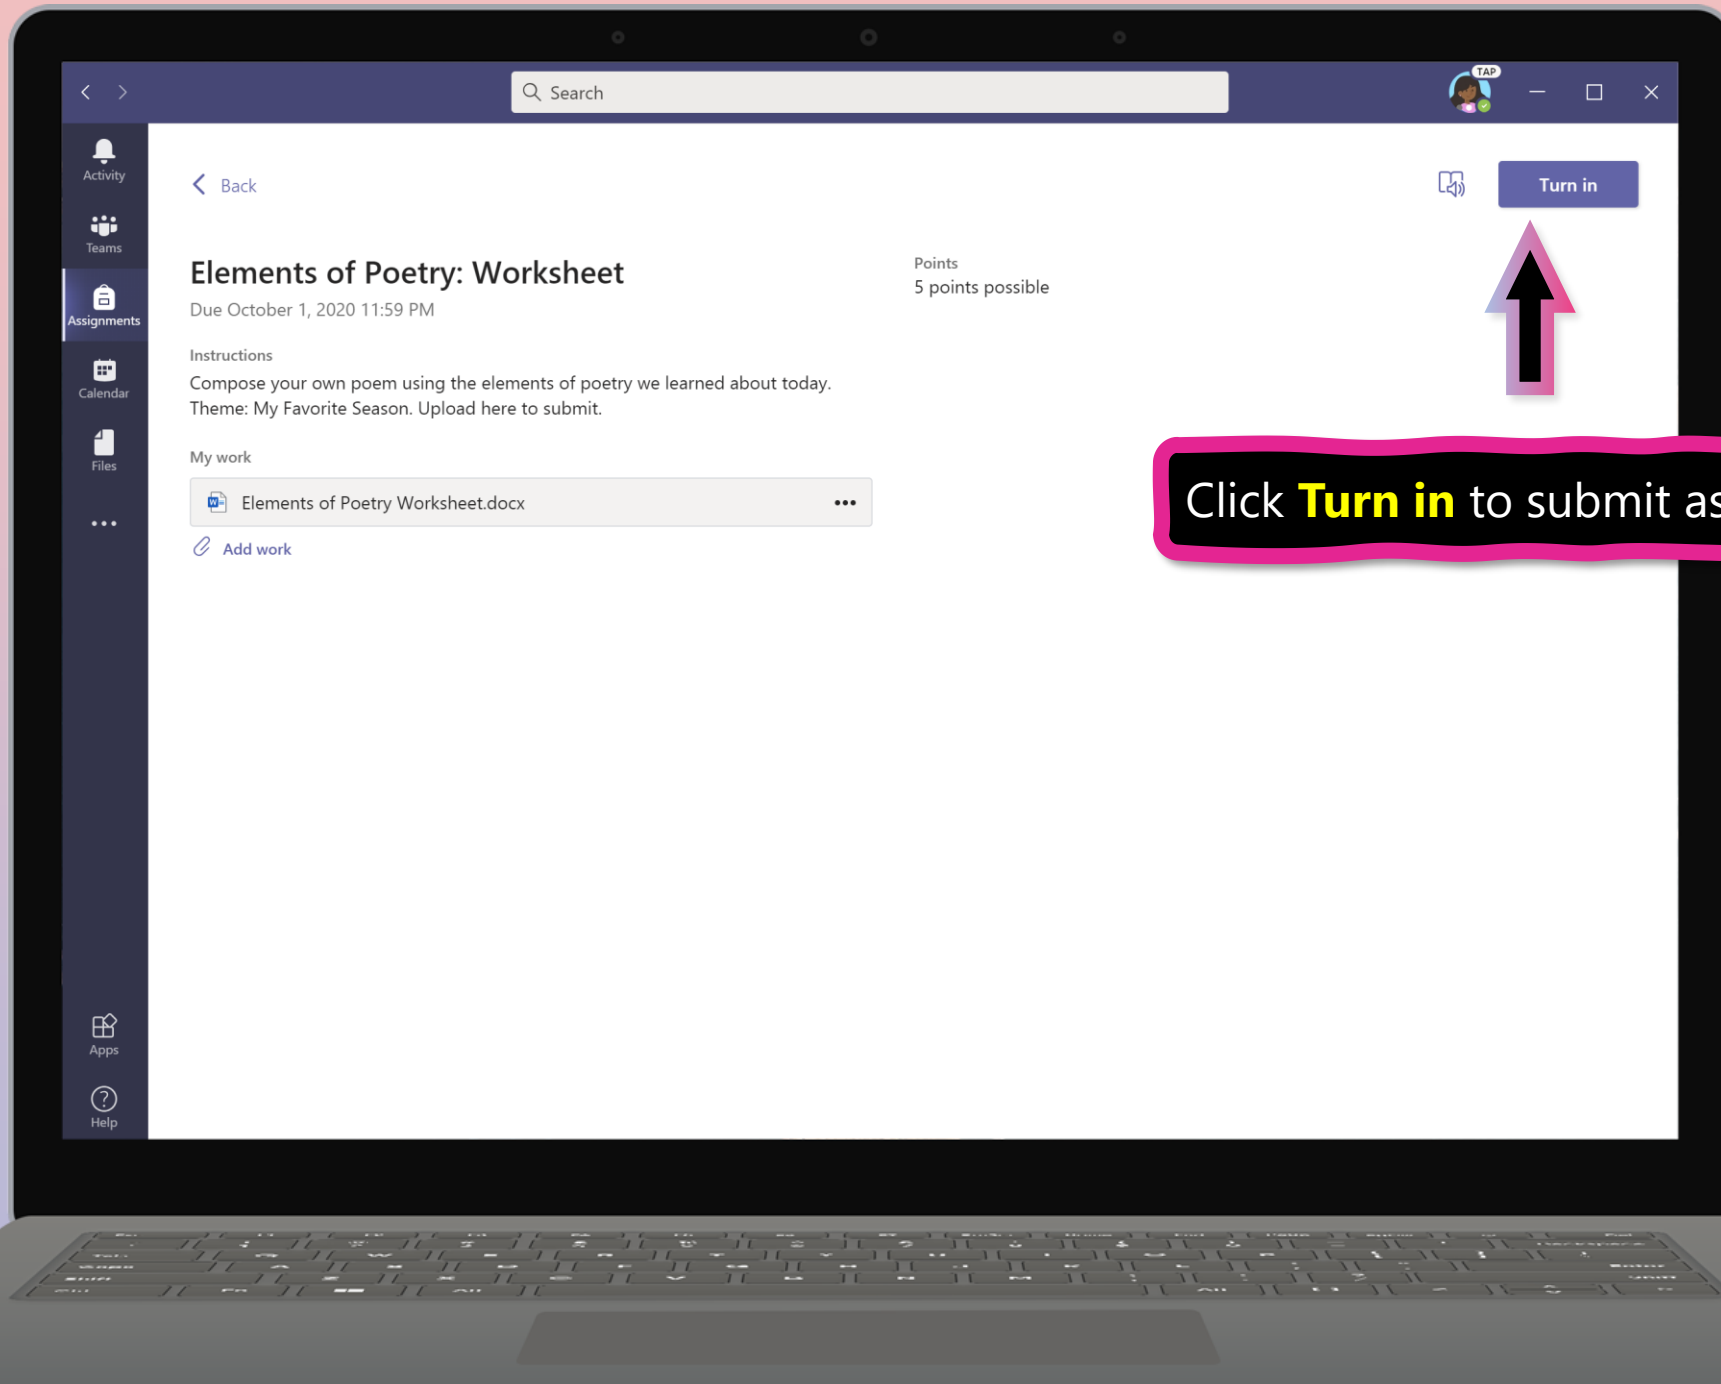 Search
TAP
Activity
Teams
Assignments
Calendar
Files
Apps
Help
Back
Turn in
Elements of Poetry: Worksheet
Due October 1, 2020 11:59 PM
Points
5 points possible
Instructions
Compose your own poem using the elements of poetry we learned about today.
Theme: My Favorite Season. Upload here to submit.
My work
Elements of Poetry Worksheet.docx
Add work
Click Turn in to submit as